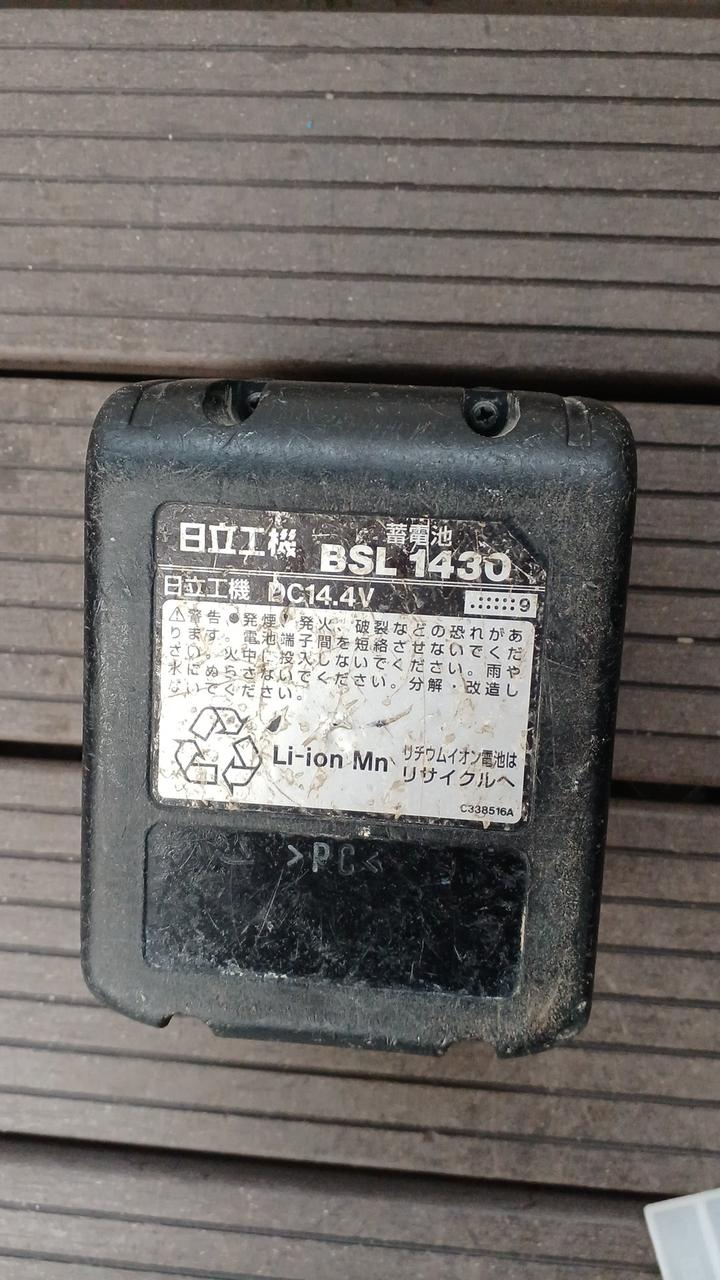 日立工機
蓄電池
BSL 1430
日立工機 DC14.4V
9
⚠警告 ●発煙・発火、破裂などの恐れがあ
ります。電池端子間を短絡させないでくだ
さい。火中に投入しないでください。雨や
水にぬらさないでください。分解・改造し
ないでください。
Li-ion Mn
リチウムイオン電池は
リサイクルへ
C338516A
>PC<